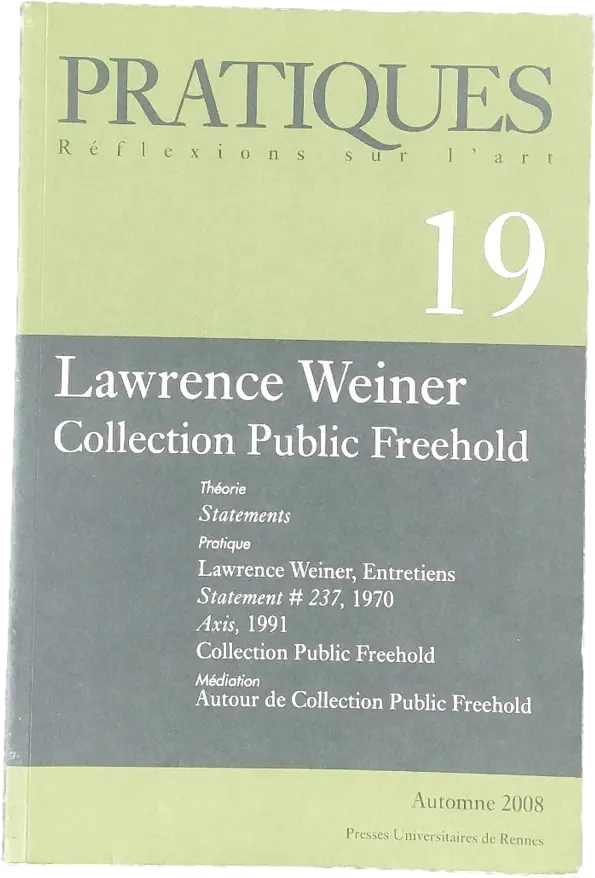 PRATIQUES
Réflexions sur l'art
19
Lawrence Weiner
Collection Public Freehold
Théorie
Statements
Pratique
Lawrence Weiner, Entretiens
Statement # 237, 1970
Axis, 1991
Collection Public Freehold
Médiation
Autour de Collection Public Freehold
Automne 2008
Presses Universitaires de Rennes